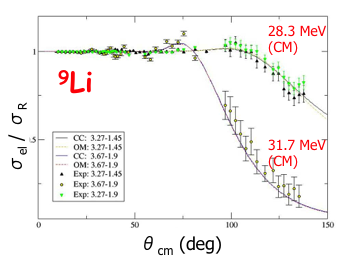 28.3 MeV
(CM)
1
⁹Li
σel / σR
.5
31.7 MeV
(CM)
CC: 3.27-1.45
OM: 3.27-1.45
CC: 3.67-1.9
OM: 3.67-1.9
Exp: 3.27-1.45
Exp: 3.67-1.9
Exp: 3.27-1.9
0 50 100 150
θcm (deg)